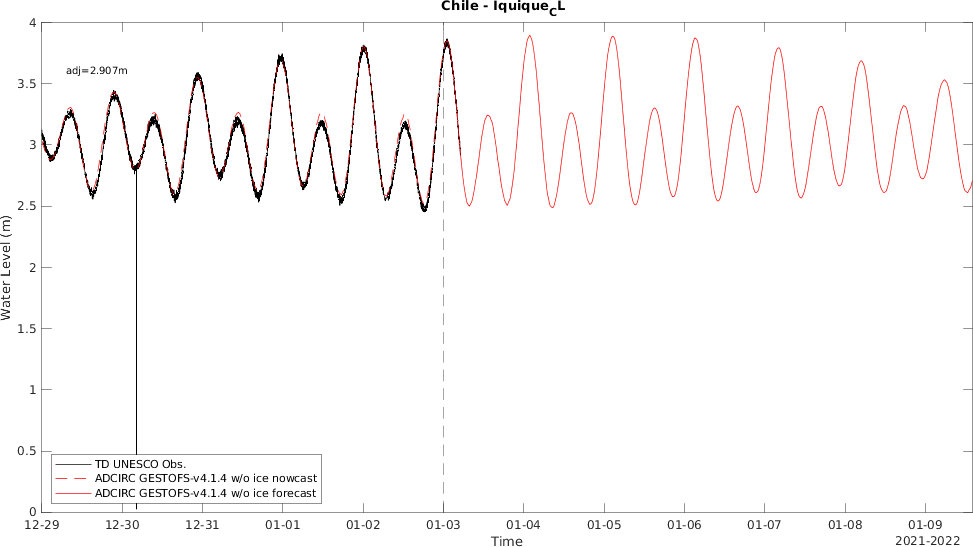 Chile - Iquique_CL
4
adj=2.907m
3.5
3
2.5
2
1.5
1
0.5
0
Water Level (m)
TD UNESCO Obs.
ADCIRC GESTOFS-v4.1.4 w/o ice nowcast
ADCIRC GESTOFS-v4.1.4 w/o ice forecast
12-29 12-30 12-31 01-01 01-02 01-03 01-04 01-05 01-06 01-07 01-08 01-09
Time
2021-2022